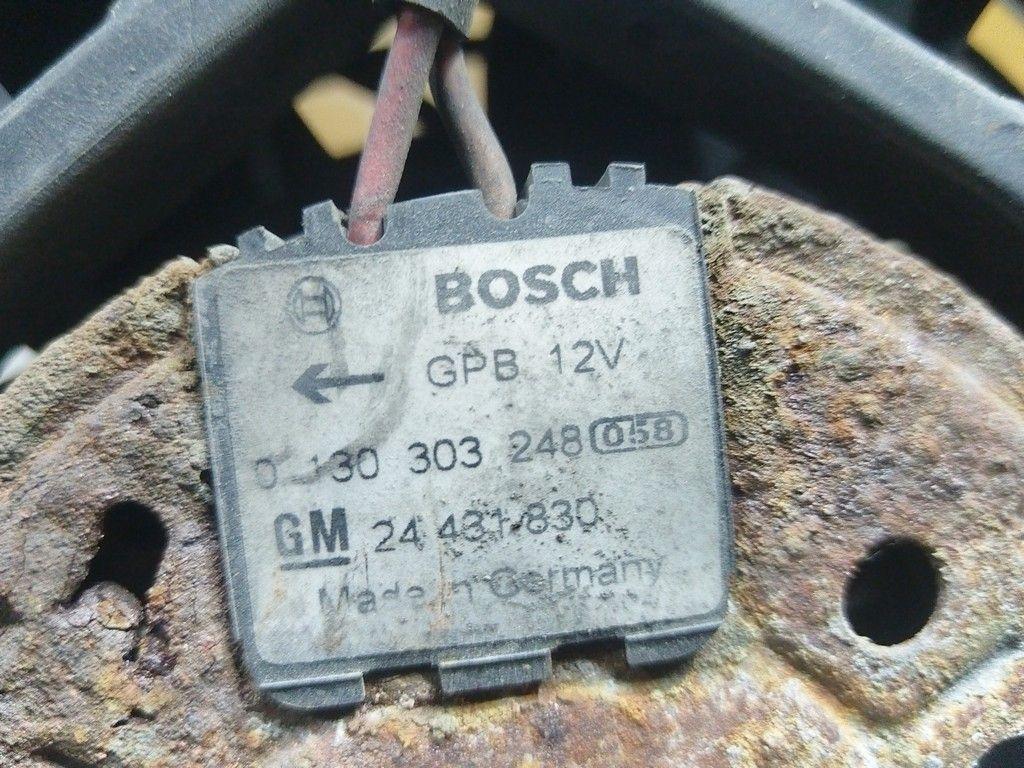 BOSCH
GPB 12V
0 130 303 248 058
GM 24 431 830
Made in Germany